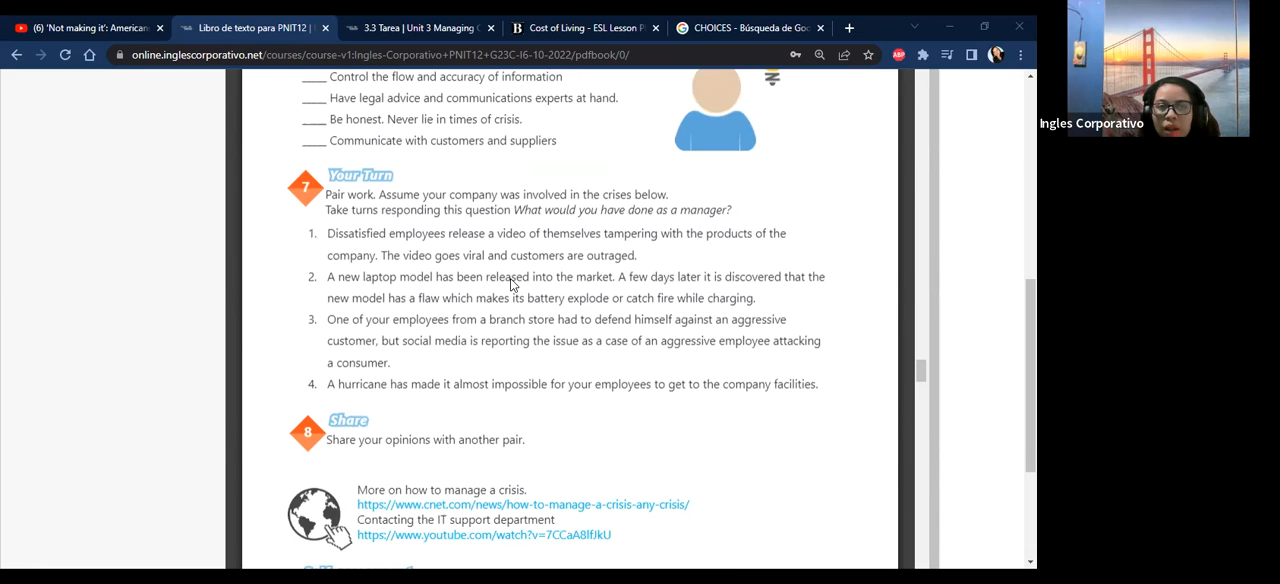 (6) 'Not making it': American
Libro de texto para PNIT12 |
3.3 Tarea | Unit 3 Managing
Cost of Living - ESL Lesson P
CHOICES - Búsqueda de Goo
online.inglescorporativo.net/courses/course-v1:Ingles-Corporativo+PNIT12+G23C-I6-10-2022/pdfbook/0/
ABP
Ingles Corporativo
____ Control the flow and accuracy of information
____ Have legal advice and communications experts at hand.
____ Be honest. Never lie in times of crisis.
____ Communicate with customers and suppliers
7
Your Turn
Pair work. Assume your company was involved in the crises below.
Take turns responding this question What would you have done as a manager?
1. Dissatisfied employees release a video of themselves tampering with the products of the
company. The video goes viral and customers are outraged.
2. A new laptop model has been released into the market. A few days later it is discovered that the
new model has a flaw which makes its battery explode or catch fire while charging.
3. One of your employees from a branch store had to defend himself against an aggressive
customer, but social media is reporting the issue as a case of an aggressive employee attacking
a consumer.
4. A hurricane has made it almost impossible for your employees to get to the company facilities.
8
Share
Share your opinions with another pair.
More on how to manage a crisis.
https://www.cnet.com/news/how-to-manage-a-crisis-any-crisis/
Contacting the IT support department
https://www.youtube.com/watch?v=7CCaA8lfJkU